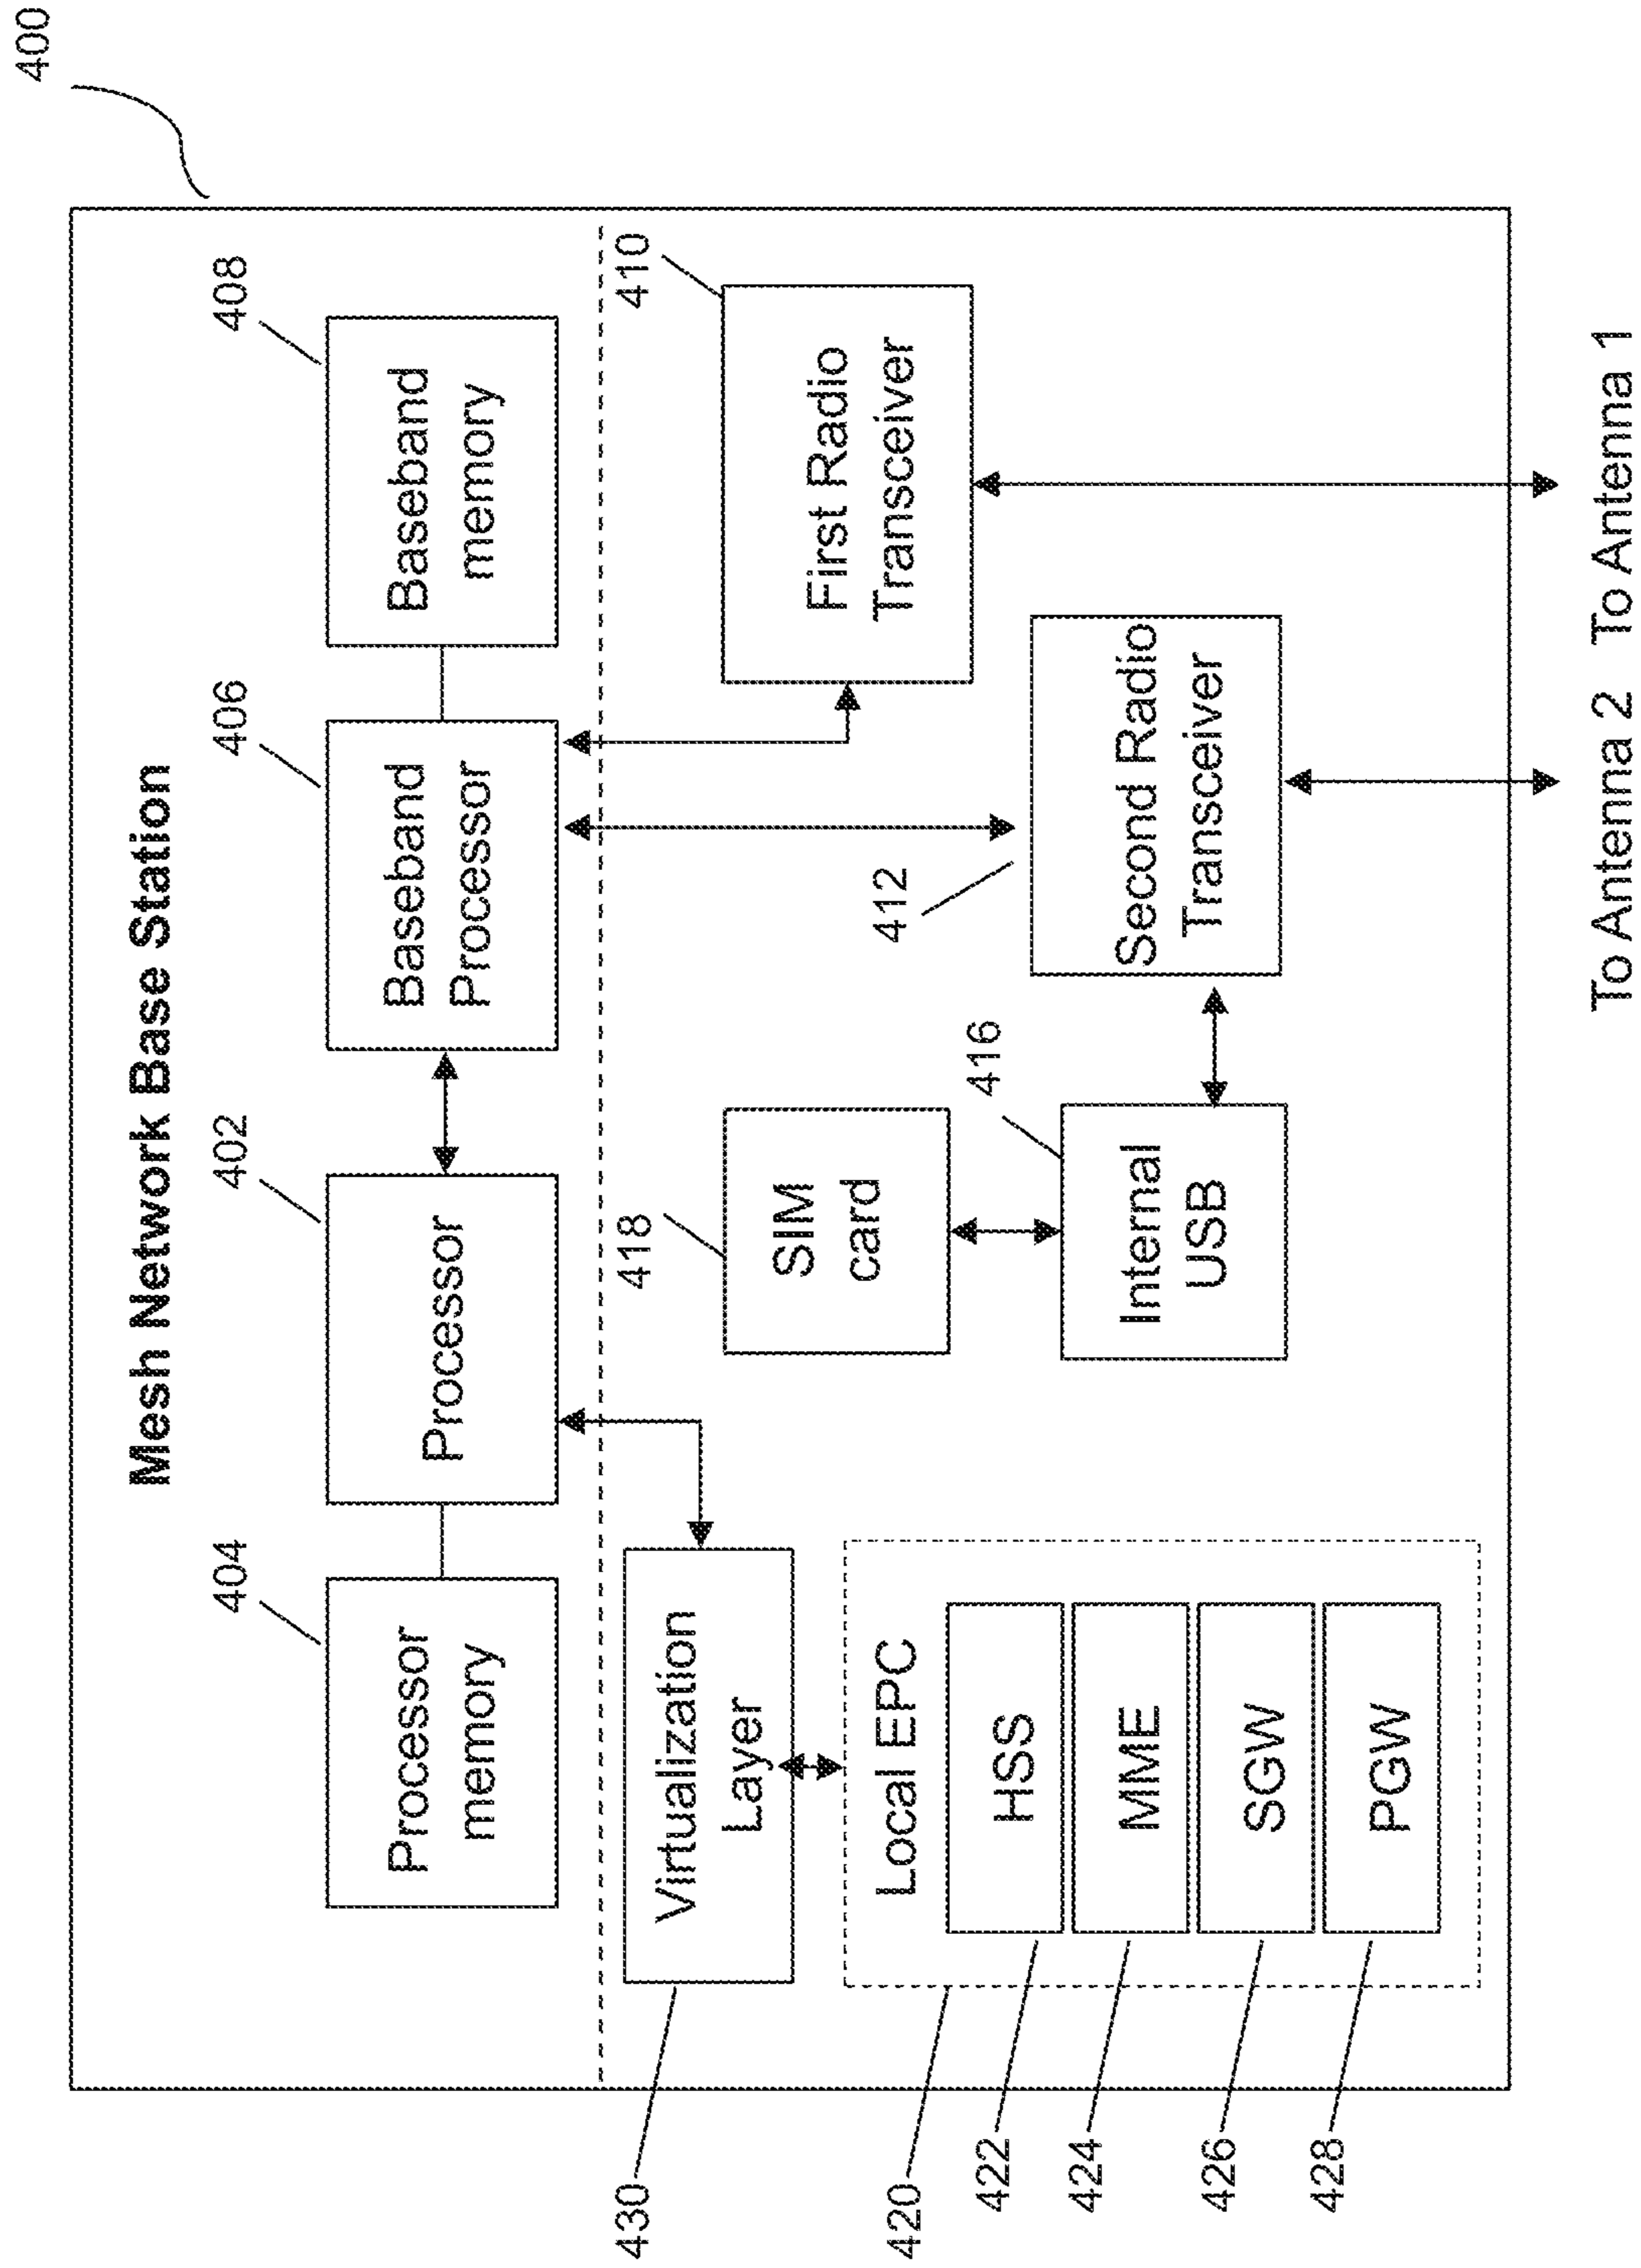 400
Mesh Network Base Station
404
402
406
408
Processor
memory
Processor
Baseband
Processor
Baseband
memory
430
Virtualization
Layer
418
SIM
card
412
410
First Radio
Transceiver
420
Local EPC
422
HSS
424
MME
426
SGW
428
PGW
416
Internal
USB
Second Radio
Transceiver
To Antenna 2
To Antenna 1